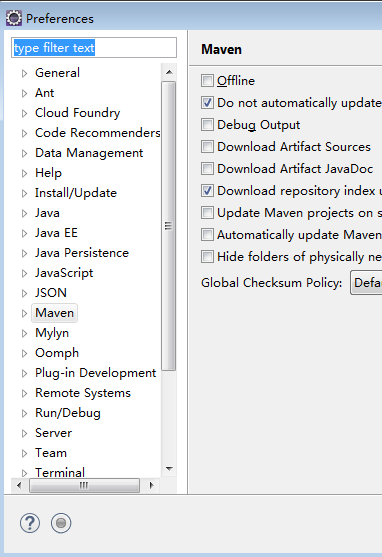 Preferences
type filter text
General
Ant
Cloud Foundry
Code Recommenders
Data Management
Help
Install/Update
Java
Java EE
Java Persistence
JavaScript
JSON
Maven
Mylyn
Oomph
Plug-in Development
Remote Systems
Run/Debug
Server
Team
Terminal
Maven
Offline
Do not automatically update
Debug Output
Download Artifact Sources
Download Artifact JavaDoc
Download repository index u
Update Maven projects on s
Automatically update Maven
Hide folders of physically ne
Global Checksum Policy:
Defa